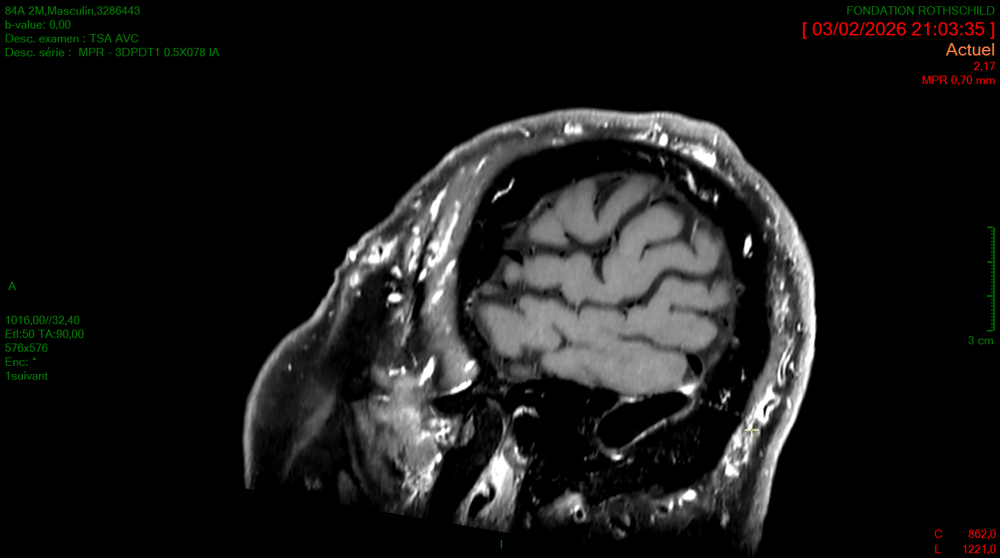 84A 2M,Masculin,3286443
b-value: 0,00
Desc. examen : TSA AVC
Desc. série : MPR - 3DPDT1 0.5X078 IA
FONDATION ROTHSCHILD
[ 03/02/2026 21:03:35 ]
Actuel
2,17
MPR 0,70 mm
A
1016,00//32,40
Etl:50 TA:90,00
576x576
Enc: ^
1suivant
3 cm
I
C 862,0
L 1221,0